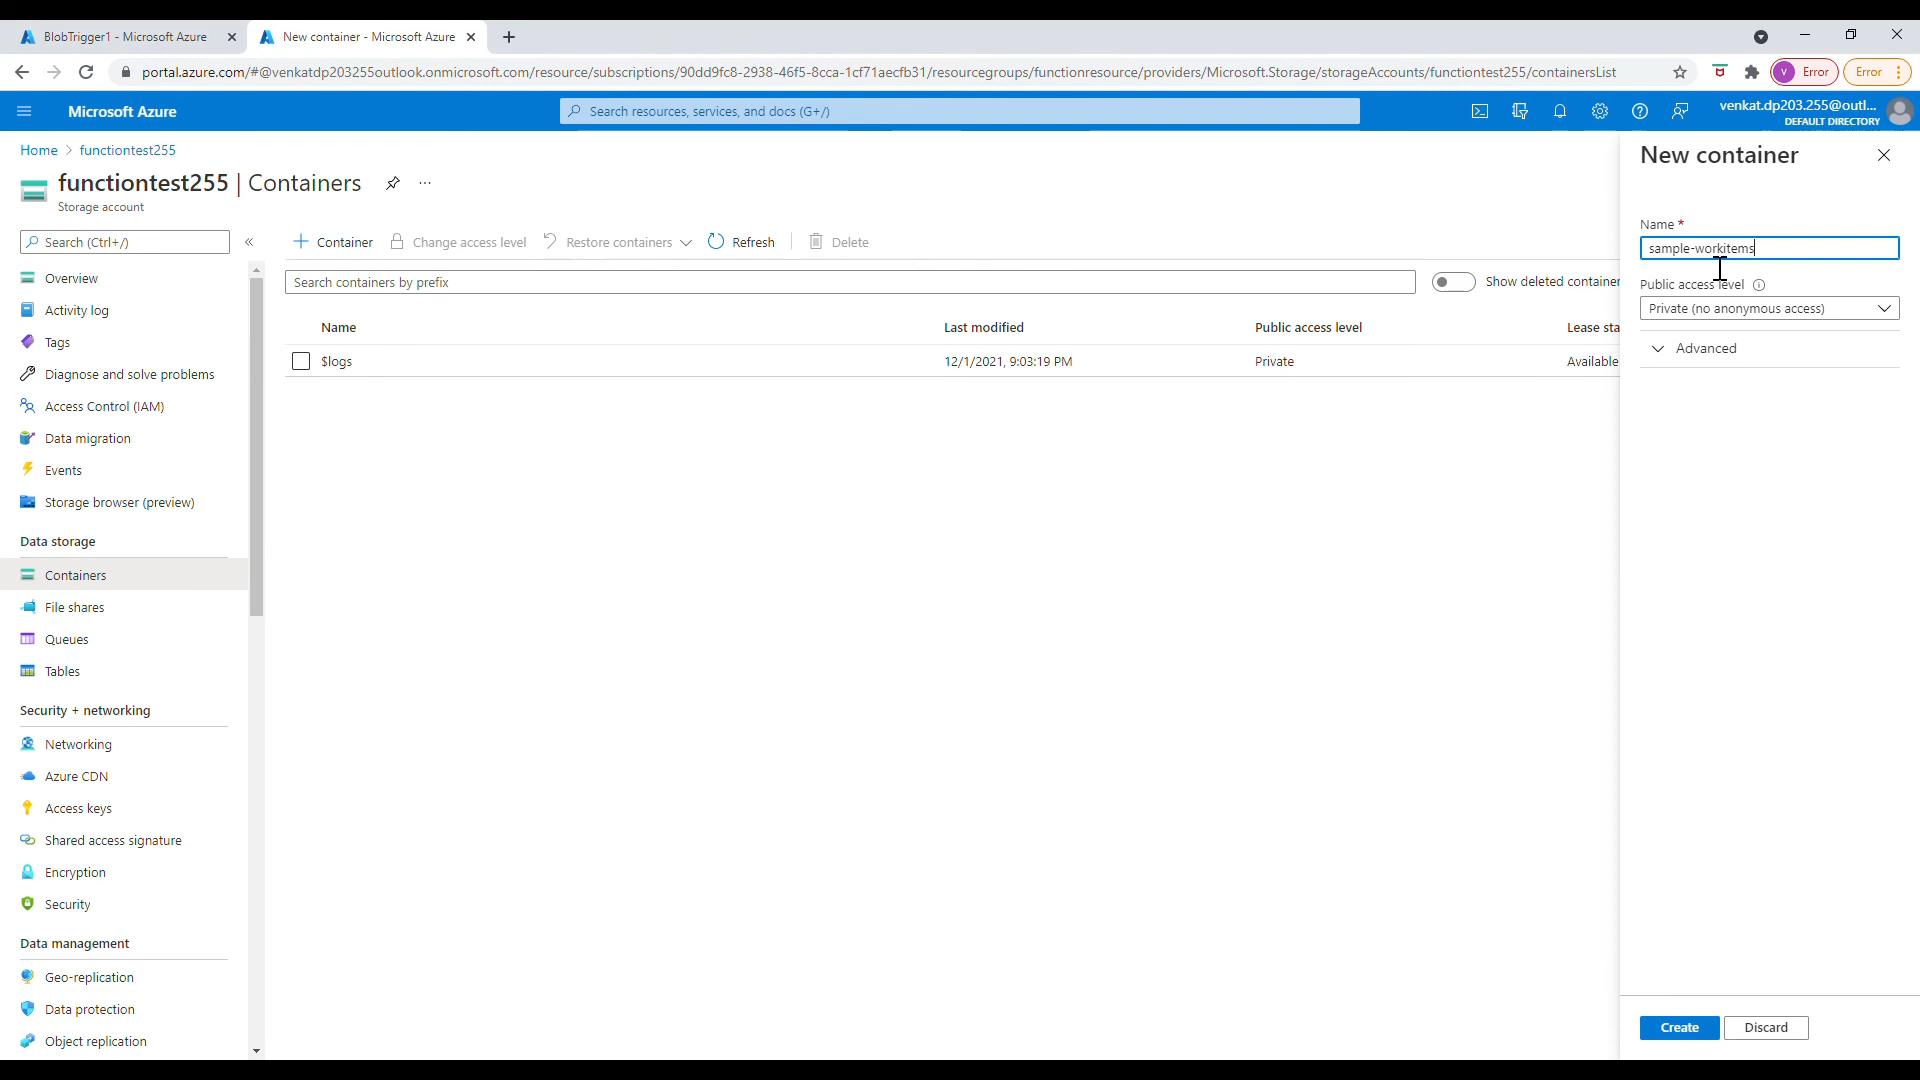 BlobTrigger1 - Microsoft Azure
New container - Microsoft Azure
portal.azure.com/#@venkatdp203255outlook.onmicrosoft.com/resource/subscriptions/90dd9fc8-2938-46f5-8cca-1cf71aecfb31/resourcegroups/functionresource/providers/Microsoft.Storage/storageAccounts/functiontest255/containersList
V Error
Error
Microsoft Azure
Search resources, services, and docs (G+/)
venkat.dp203.255@outl...
DEFAULT DIRECTORY
Home > functiontest255
functiontest255 | Containers
Storage account
Search (Ctrl+/)
Overview
Activity log
Tags
Diagnose and solve problems
Access Control (IAM)
Data migration
Events
Storage browser (preview)
Data storage
Containers
File shares
Queues
Tables
Security + networking
Networking
Azure CDN
Access keys
Shared access signature
Encryption
Security
Data management
Geo-replication
Data protection
Object replication
Container
Change access level
Restore containers
Refresh
Delete
Search containers by prefix
Show deleted container
Name Last modified Public access level Lease sta
$logs 12/1/2021, 9:03:19 PM Private Available
New container
Name *
sample-workitems
Public access level
Private (no anonymous access)
Advanced
Create
Discard